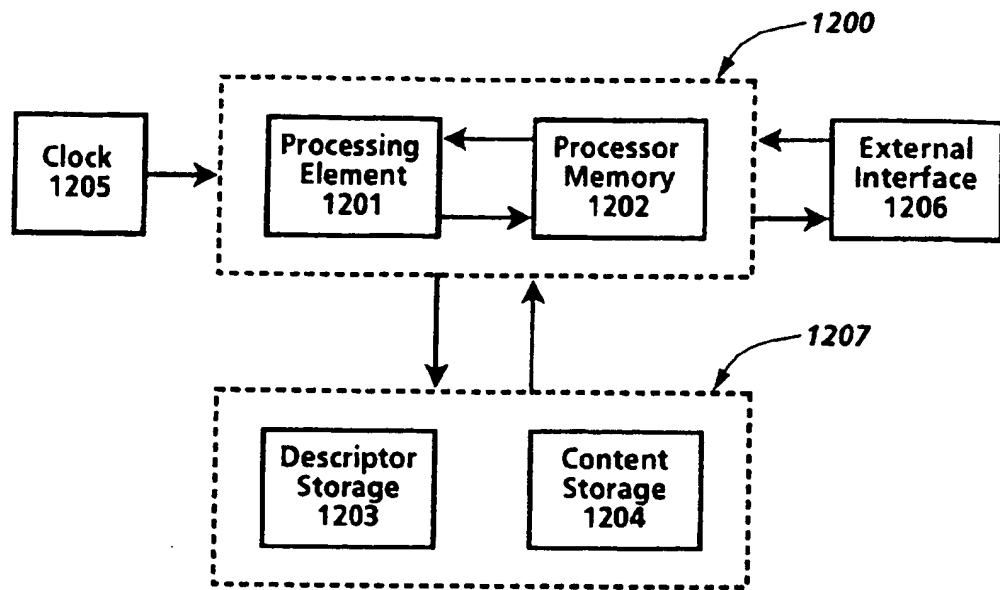 1200
Clock
1205
Processing
Element
1201
Processor
Memory
1202
External
Interface
1206
1207
Descriptor
Storage
1203
Content
Storage
1204